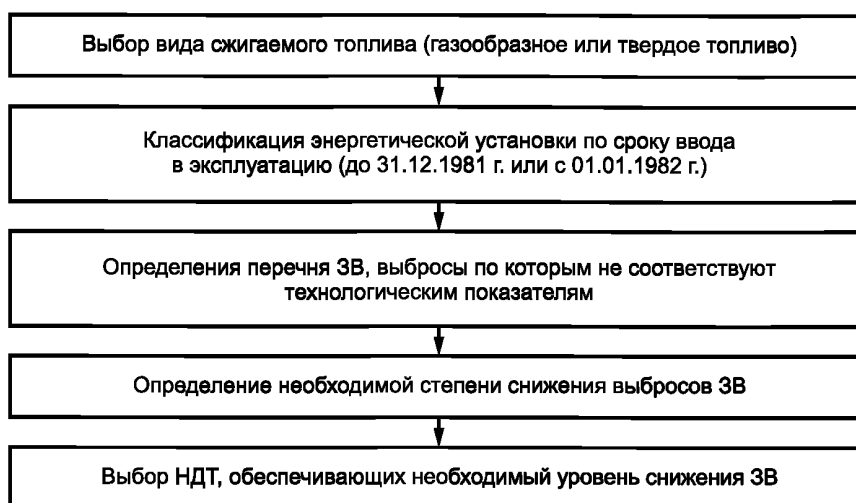 Выбор вида сжигаемого топлива (газообразное или твердое топливо)
Классификация энергетической установки по сроку ввода
в эксплуатацию (до 31.12.1981 г. или с 01.01.1982 г.)
Определения перечня ЗВ, выбросы по которым не соответствуют
технологическим показателям
Определение необходимой степени снижения выбросов ЗВ
Выбор НДТ, обеспечивающих необходимый уровень снижения ЗВ